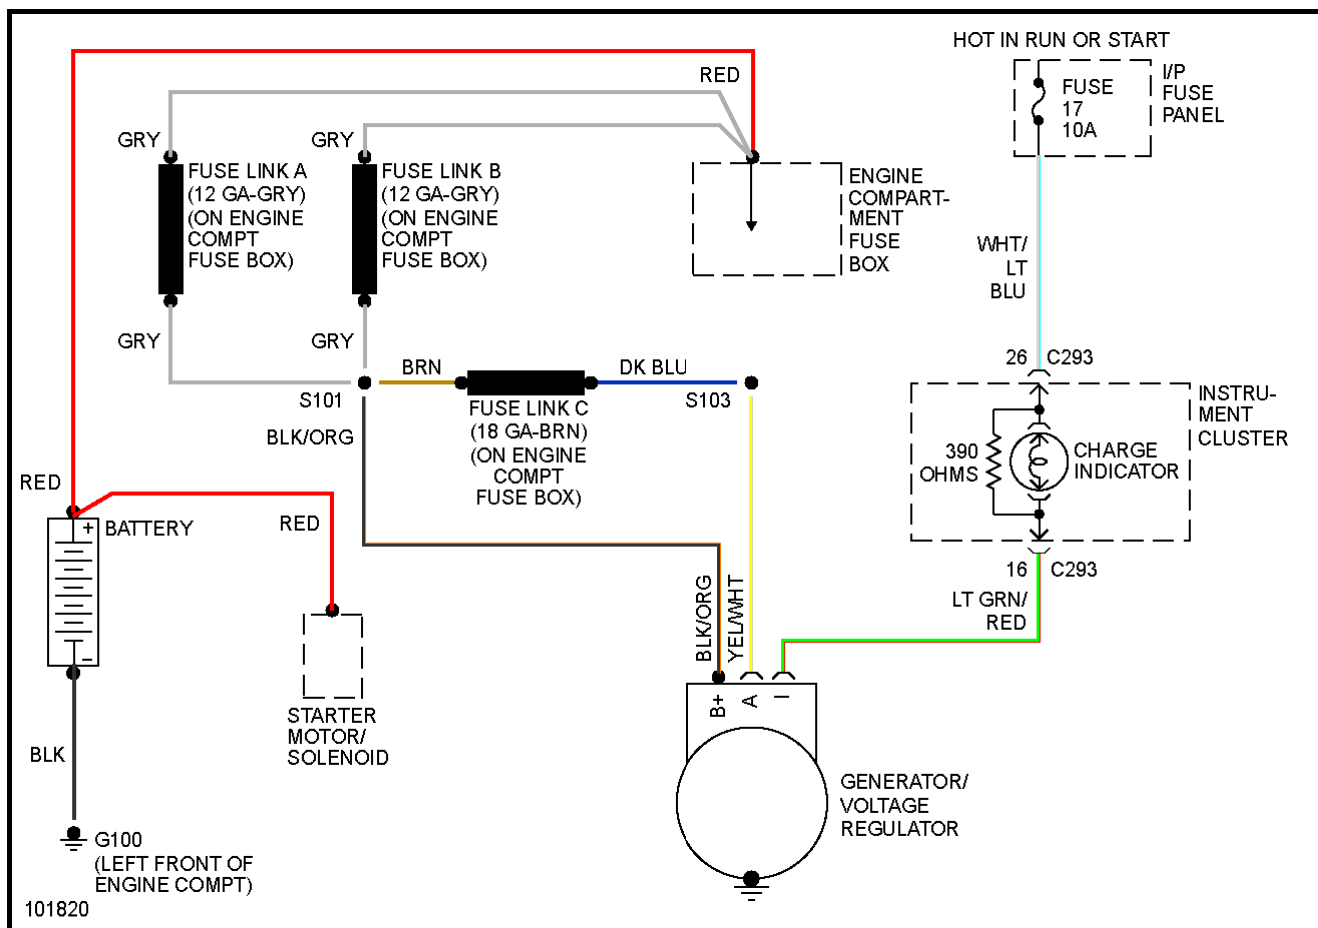 HOT IN RUN OR START
RED
FUSE
17
10A
I/P
FUSE
PANEL
GRY
GRY
FUSE LINK A
(12 GA-GRY)
(ON ENGINE
COMPT
FUSE BOX)
FUSE LINK B
(12 GA-GRY)
(ON ENGINE
COMPT
FUSE BOX)
ENGINE
COMPART-
MENT
FUSE
BOX
WHT/
LT
BLU
GRY
GRY
BRN
DK BLU
26
C293
S101
FUSE LINK C
(18 GA-BRN)
(ON ENGINE
COMPT
FUSE BOX)
S103
INSTRU-
MENT
CLUSTER
BLK/ORG
390
OHMS
CHARGE
INDICATOR
RED
+
BATTERY
–
RED
16
C293
LT GRN/
RED
BLK/ORG
YEL/WHT
B+
A
I
STARTER
MOTOR/
SOLENOID
BLK
GENERATOR/
VOLTAGE
REGULATOR
G100
(LEFT FRONT OF
ENGINE COMPT)
101820